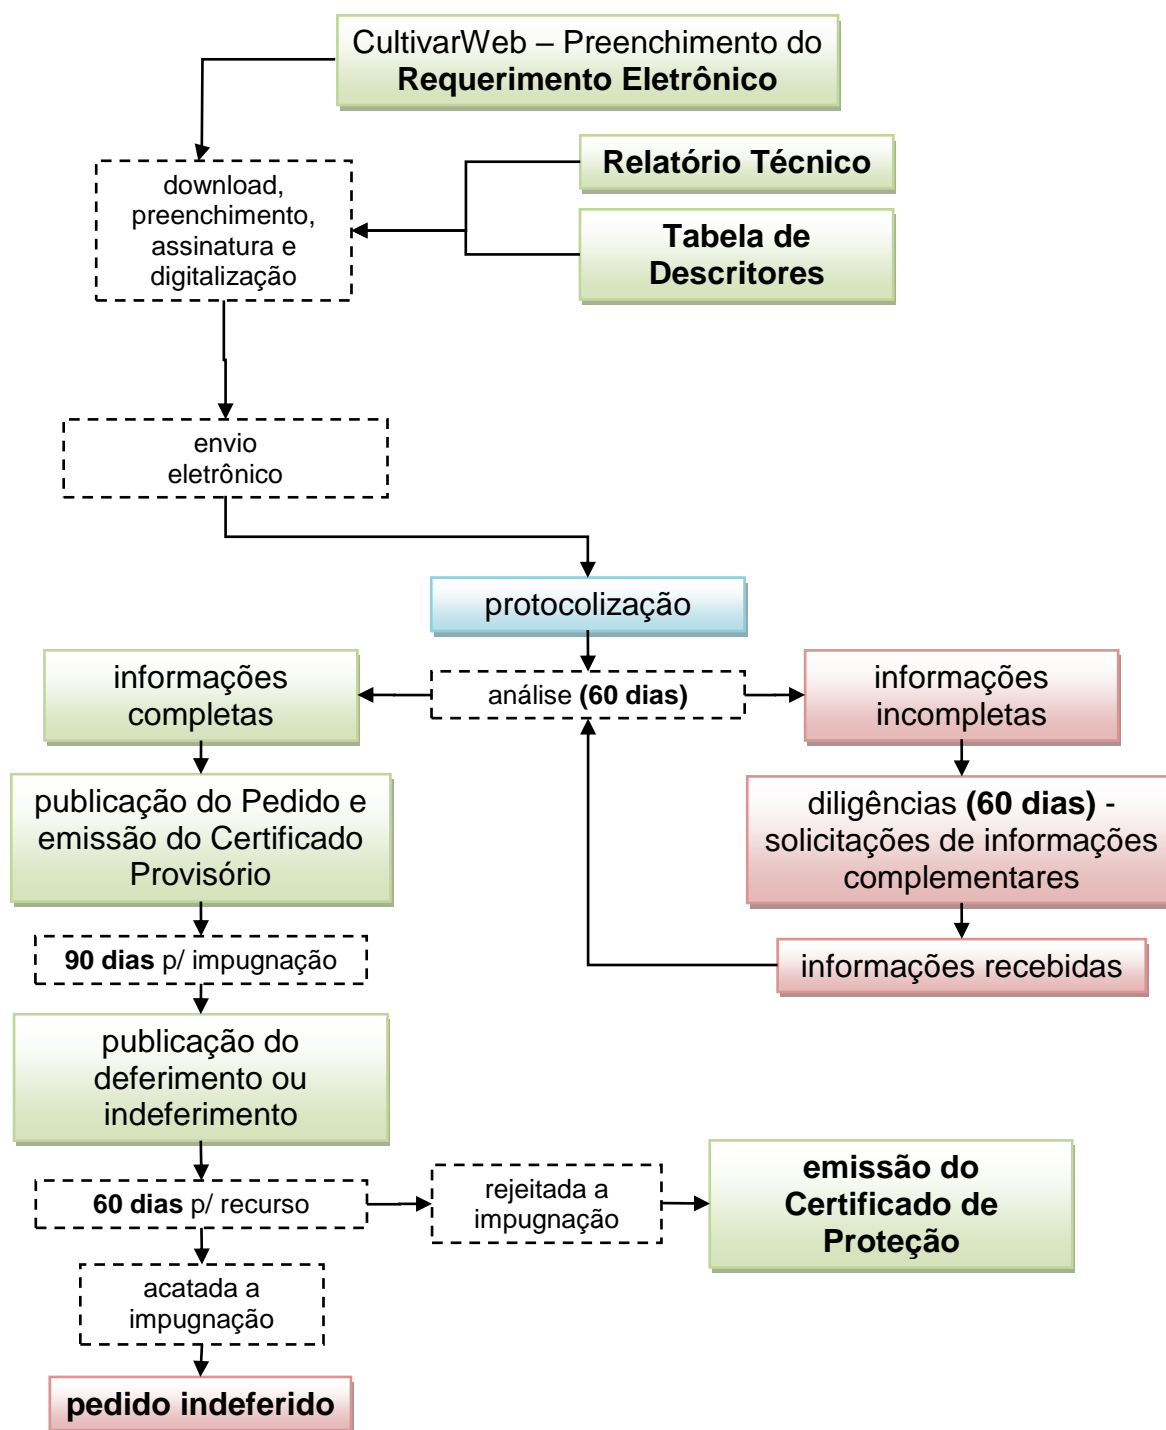 CultivarWeb – Preenchimento do
Requerimento Eletrônico
Relatório Técnico
download,
preenchimento,
assinatura e
digitalização
Tabela de
Descritores
envio
eletrônico
protocolização
informações
completas
análise (60 dias)
informações
incompletas
publicação do Pedido e
emissão do Certificado
Provisório
diligências (60 dias) -
solicitações de informações
complementares
90 dias p/ impugnação
informações recebidas
publicação do
deferimento ou
indeferimento
60 dias p/ recurso
rejeitada a
impugnação
emissão do
Certificado de
Proteção
acatada a
impugnação
pedido indeferido